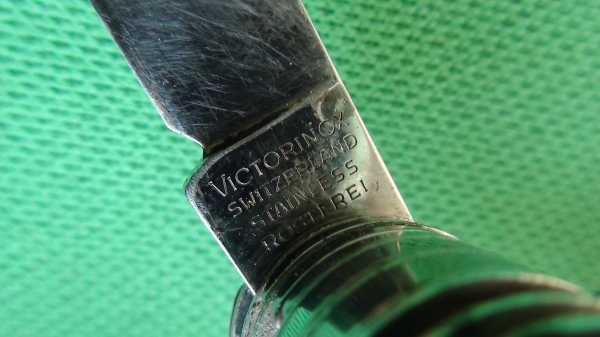 VICTORINOX
SWITZERLAND
STAINLESS
ROSTFREI